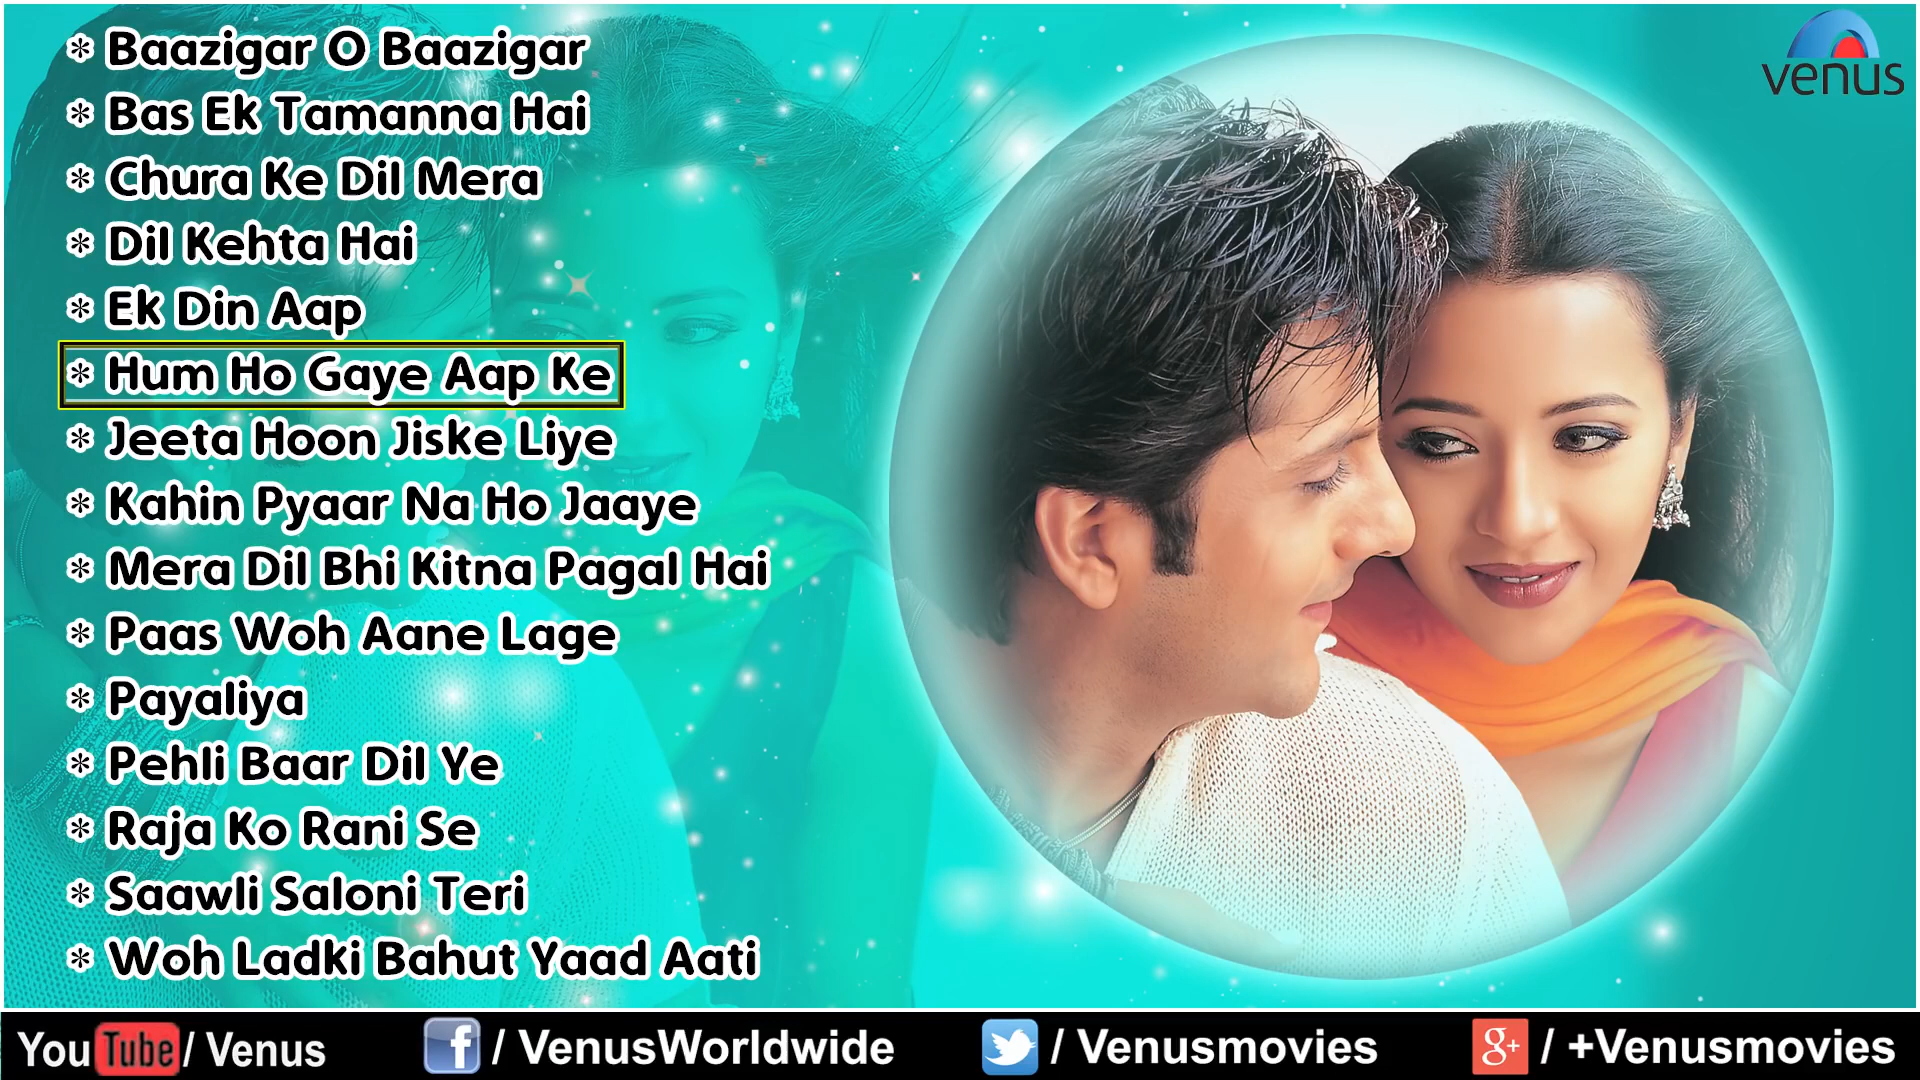 * Baazigar O Baazigar
* Bas Ek Tamanna Hai
* Chura Ke Dil Mera
* Dil Kehta Hai
* Ek Din Aap
* Hum Ho Gaye Aap Ke
* Jeeta Hoon Jiske Liye
* Kahin Pyaar Na Ho Jaaye
* Mera Dil Bhi Kitna Pagal Hai
* Paas Woh Aane Lage
* Payaliya
* Pehli Baar Dil Ye
* Raja Ko Rani Se
* Saawli Saloni Teri
* Woh Ladki Bahut Yaad Aati
venus
You Tube / Venus
f / VenusWorldwide
/ Venusmovies
g+ / +Venusmovies